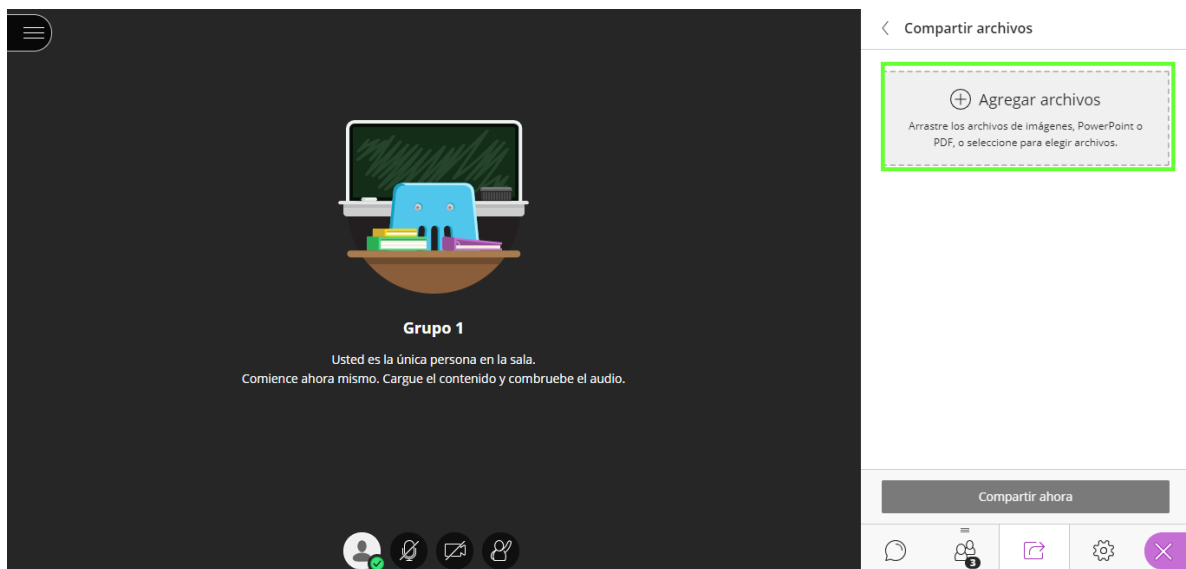 Compartir archivos
Agregar archivos
Arrastre los archivos de imágenes, PowerPoint o
PDF, o seleccione para elegir archivos.
Grupo 1
Usted es la única persona en la sala.
Comience ahora mismo. Cargue el contenido y combruebe el audio.
Compartir ahora
3